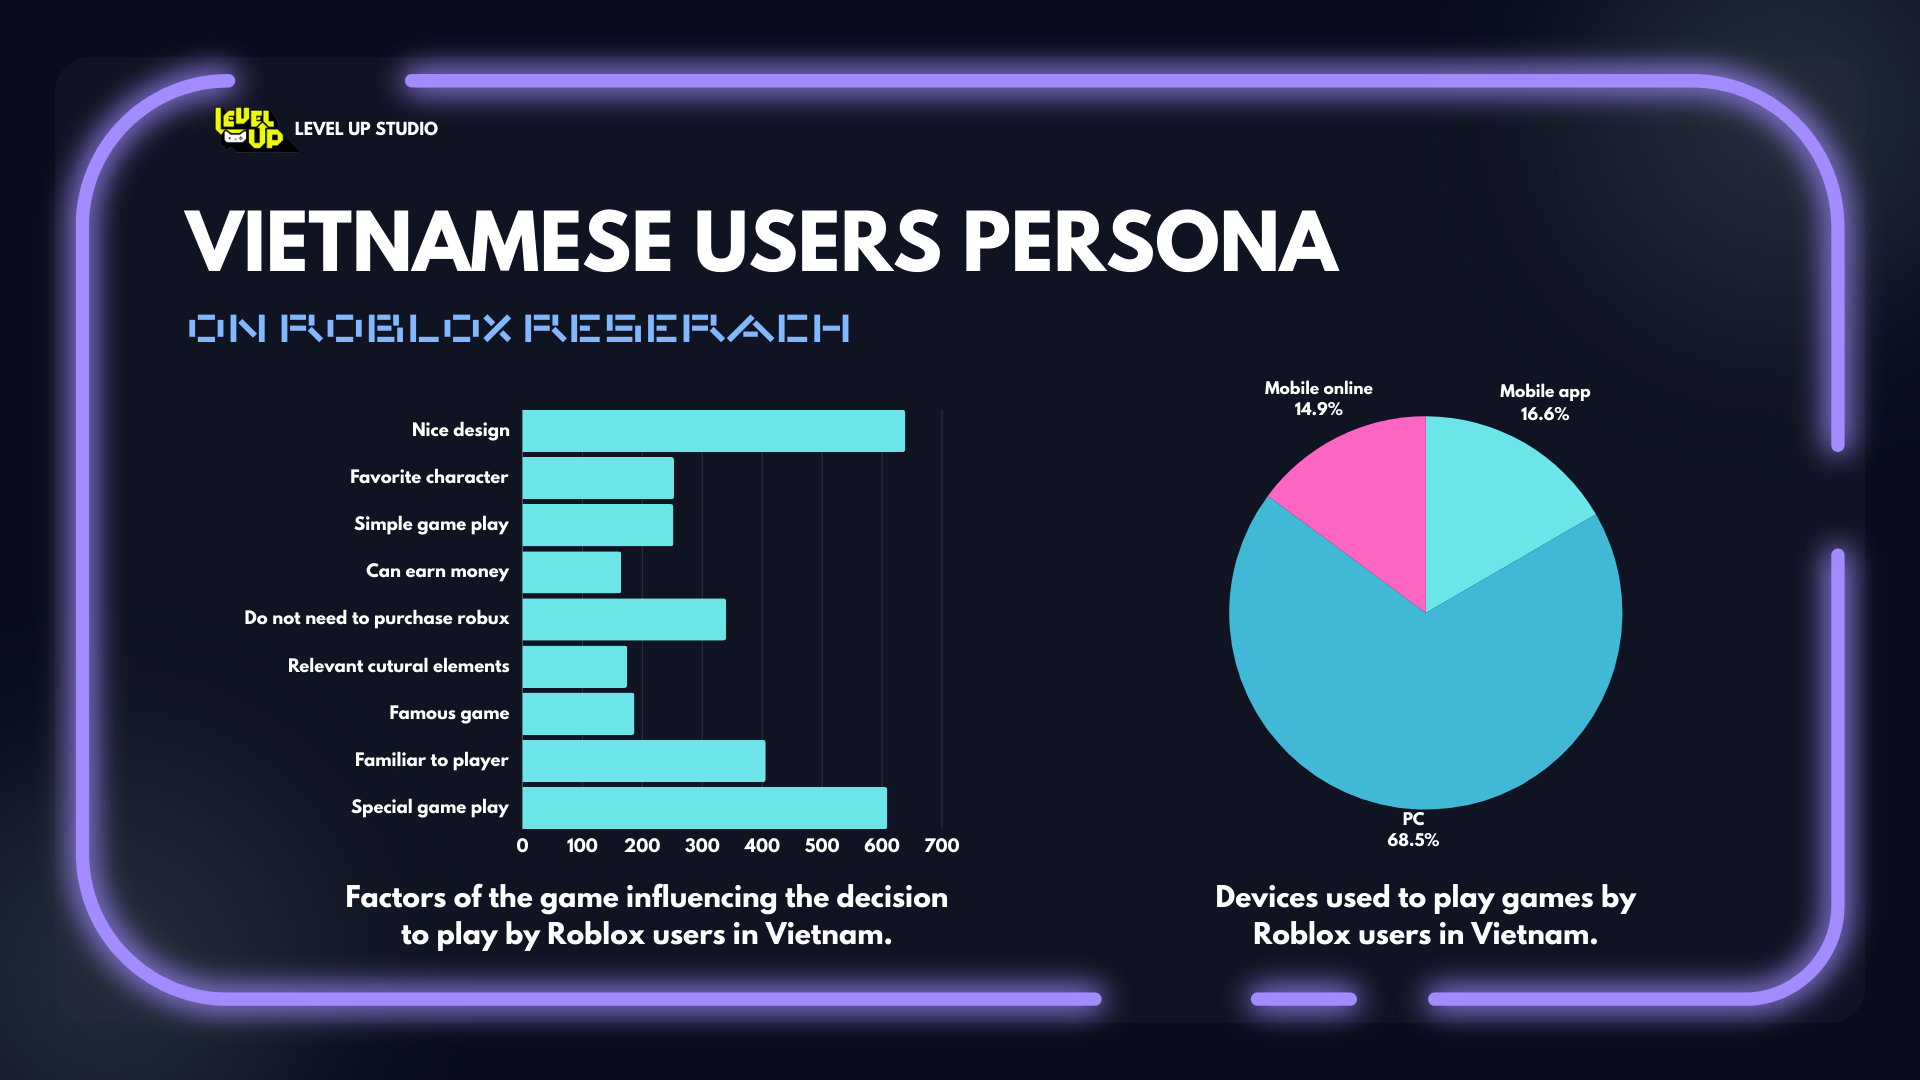 LEVEL
UP
LEVEL UP STUDIO
VIETNAMESE USERS PERSONA
ON ROBLOX RESERACH
Nice design
Favorite character
Simple game play
Can earn money
Do not need to purchase robux
Relevant cutural elements
Famous game
Familiar to player
Special game play
0 100 200 300 400 500 600 700
Factors of the game influencing the decision
to play by Roblox users in Vietnam.
Mobile online
14.9%
Mobile app
16.6%
PC
68.5%
Devices used to play games by
Roblox users in Vietnam.